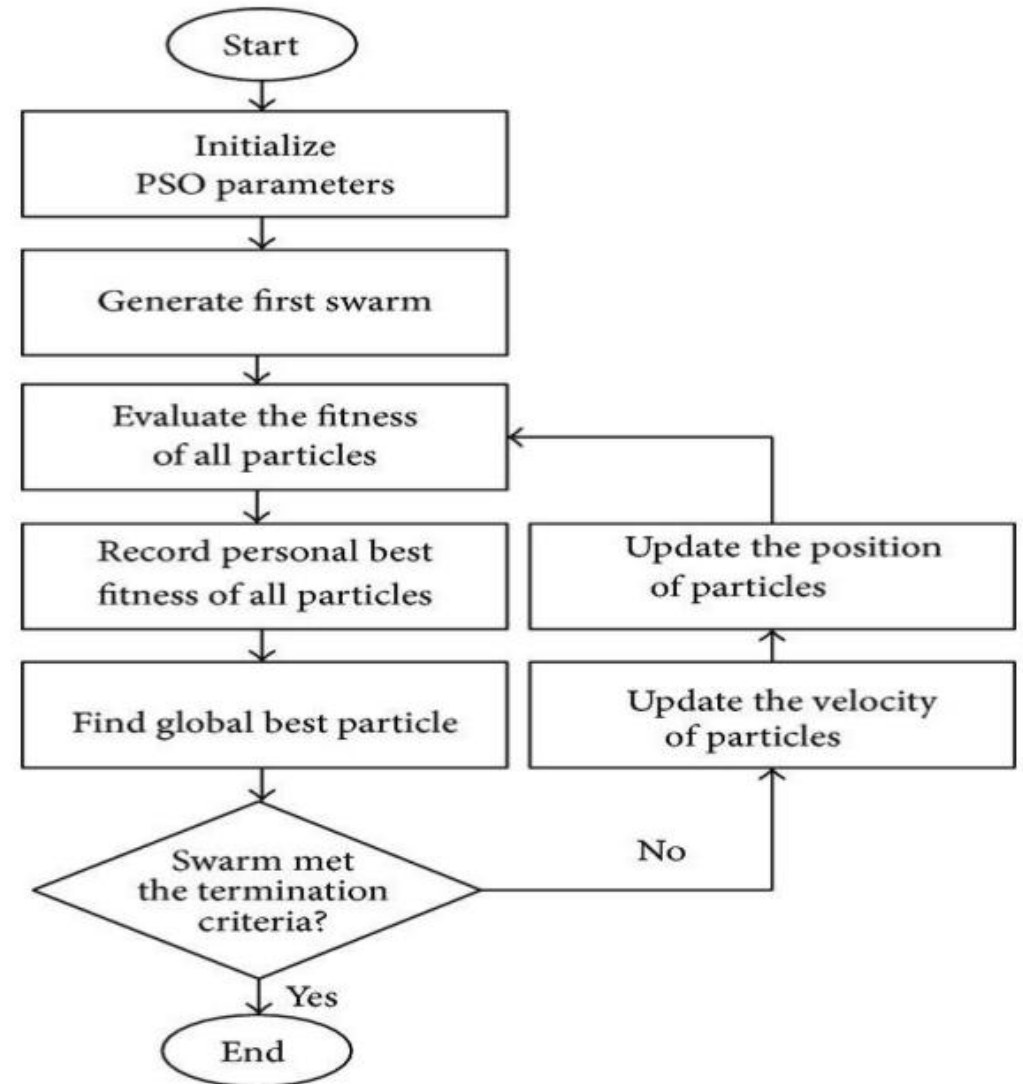 Start
Initialize
PSO parameters
Generate first swarm
Evaluate the fitness
of all particles
Record personal best
fitness of all particles
Find global best particle
Swarm met
the termination
criteria?
Yes
End
No
Update the velocity
of particles
Update the position
of particles